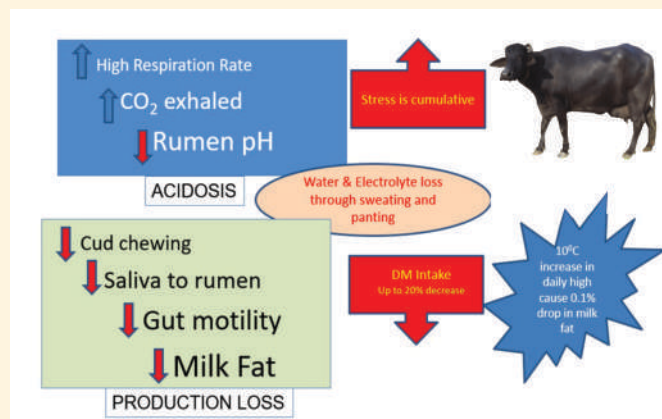 High Respiration Rate
CO₂ exhaled
Rumen pH
ACIDOSIS
Stress is cumulative
Water & Electrolyte loss
through sweating and
panting
Cud chewing
Saliva to rumen
Gut motility
Milk Fat
PRODUCTION LOSS
DM Intake
Up to 20% decrease
10⁰C
increase in
daily high
cause 0.1%
drop in milk
fat